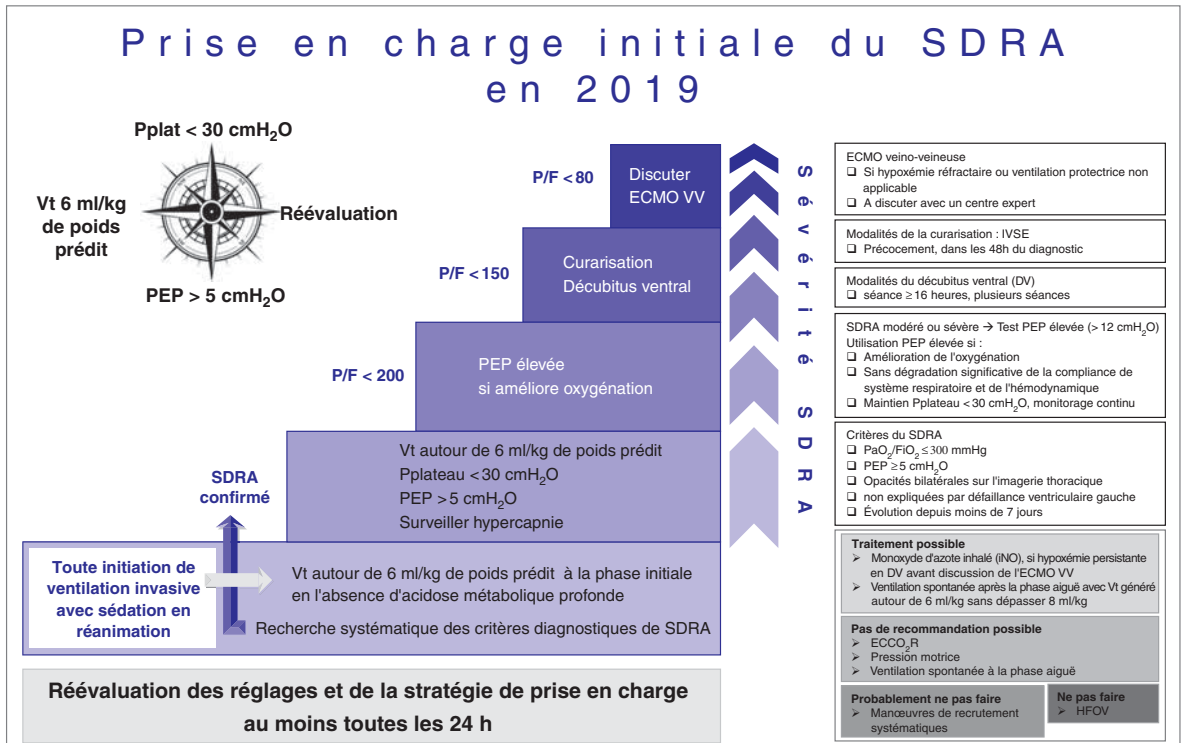 Prise en charge initiale du SDRA
en 2019
Pplat < 30 cmH2O
Vt 6 ml/kg
de poids
prédit
Réévaluation
PEP > 5 cmH2O
P/F < 80
Discuter
ECMO VV
P/F < 150
Curarisation
Décubitus ventral
P/F < 200
PEP élevée
si améliore oxygénation
SDRA
confirmé
Vt autour de 6 ml/kg de poids prédit
Pplateau < 30 cmH2O
PEP > 5 cmH2O
Surveiller hypercapnie
Toute initiation de
ventilation invasive
avec sédation en
réanimation
Vt autour de 6 ml/kg de poids prédit à la phase initiale
en l'absence d'acidose métabolique profonde
Recherche systématique des critères diagnostiques de SDRA
Réévaluation des réglages et de la stratégie de prise en charge
au moins toutes les 24 h
Sévérité SDRA
ECMO veino-veineuse
❑ Si hypoxémie réfractaire ou ventilation protectrice non
applicable
❑ A discuter avec un centre expert
Modalités de la curarisation : IVSE
❑ Précocement, dans les 48h du diagnostic
Modalités du décubitus ventral (DV)
❑ séance ≥ 16 heures, plusieurs séances
SDRA modéré ou sévère → Test PEP élevée (> 12 cmH2O)
Utilisation PEP élevée si :
❑ Amélioration de l'oxygénation
❑ Sans dégradation significative de la compliance de
système respiratoire et de l'hémodynamique
❑ Maintien Pplateau < 30 cmH2O, monitorage continu
Critères du SDRA
❑ PaO2/FiO2 ≤ 300 mmHg
❑ PEP ≥ 5 cmH2O
❑ Opacités bilatérales sur l'imagerie thoracique
❑ non expliquées par défaillance ventriculaire gauche
❑ Évolution depuis moins de 7 jours
Traitement possible
➢ Monoxyde d'azote inhalé (iNO), si hypoxémie persistante
en DV avant discussion de l'ECMO VV
➢ Ventilation spontanée après la phase aiguë avec Vt généré
autour de 6 ml/kg sans dépasser 8 ml/kg
Pas de recommandation possible
➢ ECCO2R
➢ Pression motrice
➢ Ventilation spontanée à la phase aiguë
Probablement ne pas faire
➢ Manœuvres de recrutement
systématiques
Ne pas faire
➢ HFOV